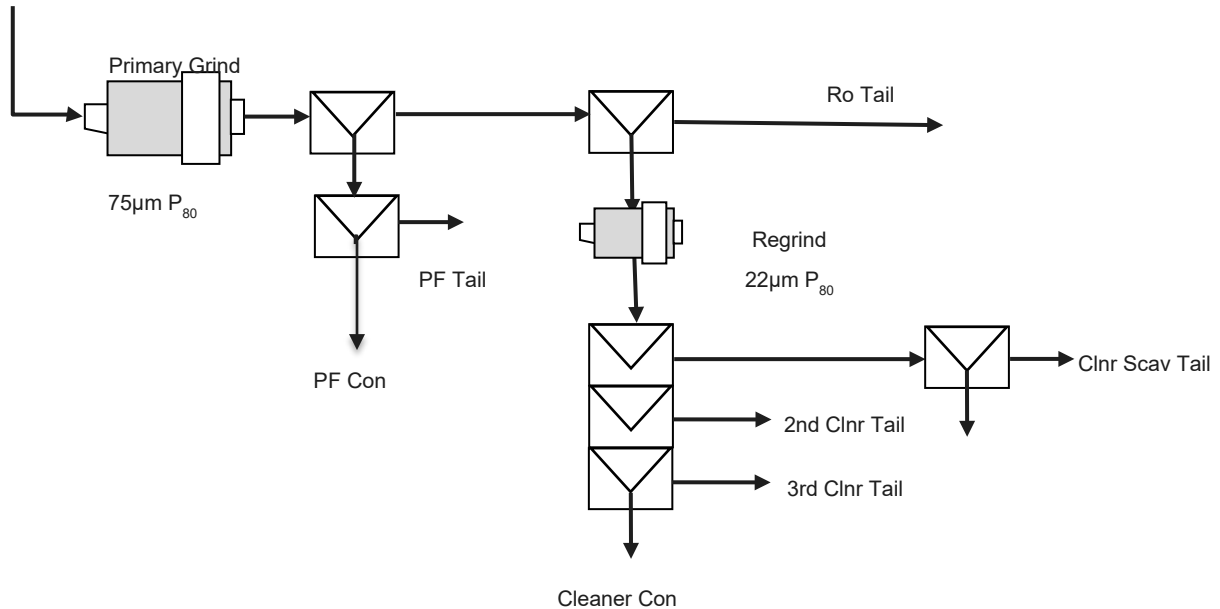 Primary Grind
Ro Tail
75µm P80
Regrind
22µm P80
PF Tail
PF Con
Clnr Scav Tail
2nd Clnr Tail
3rd Clnr Tail
Cleaner Con